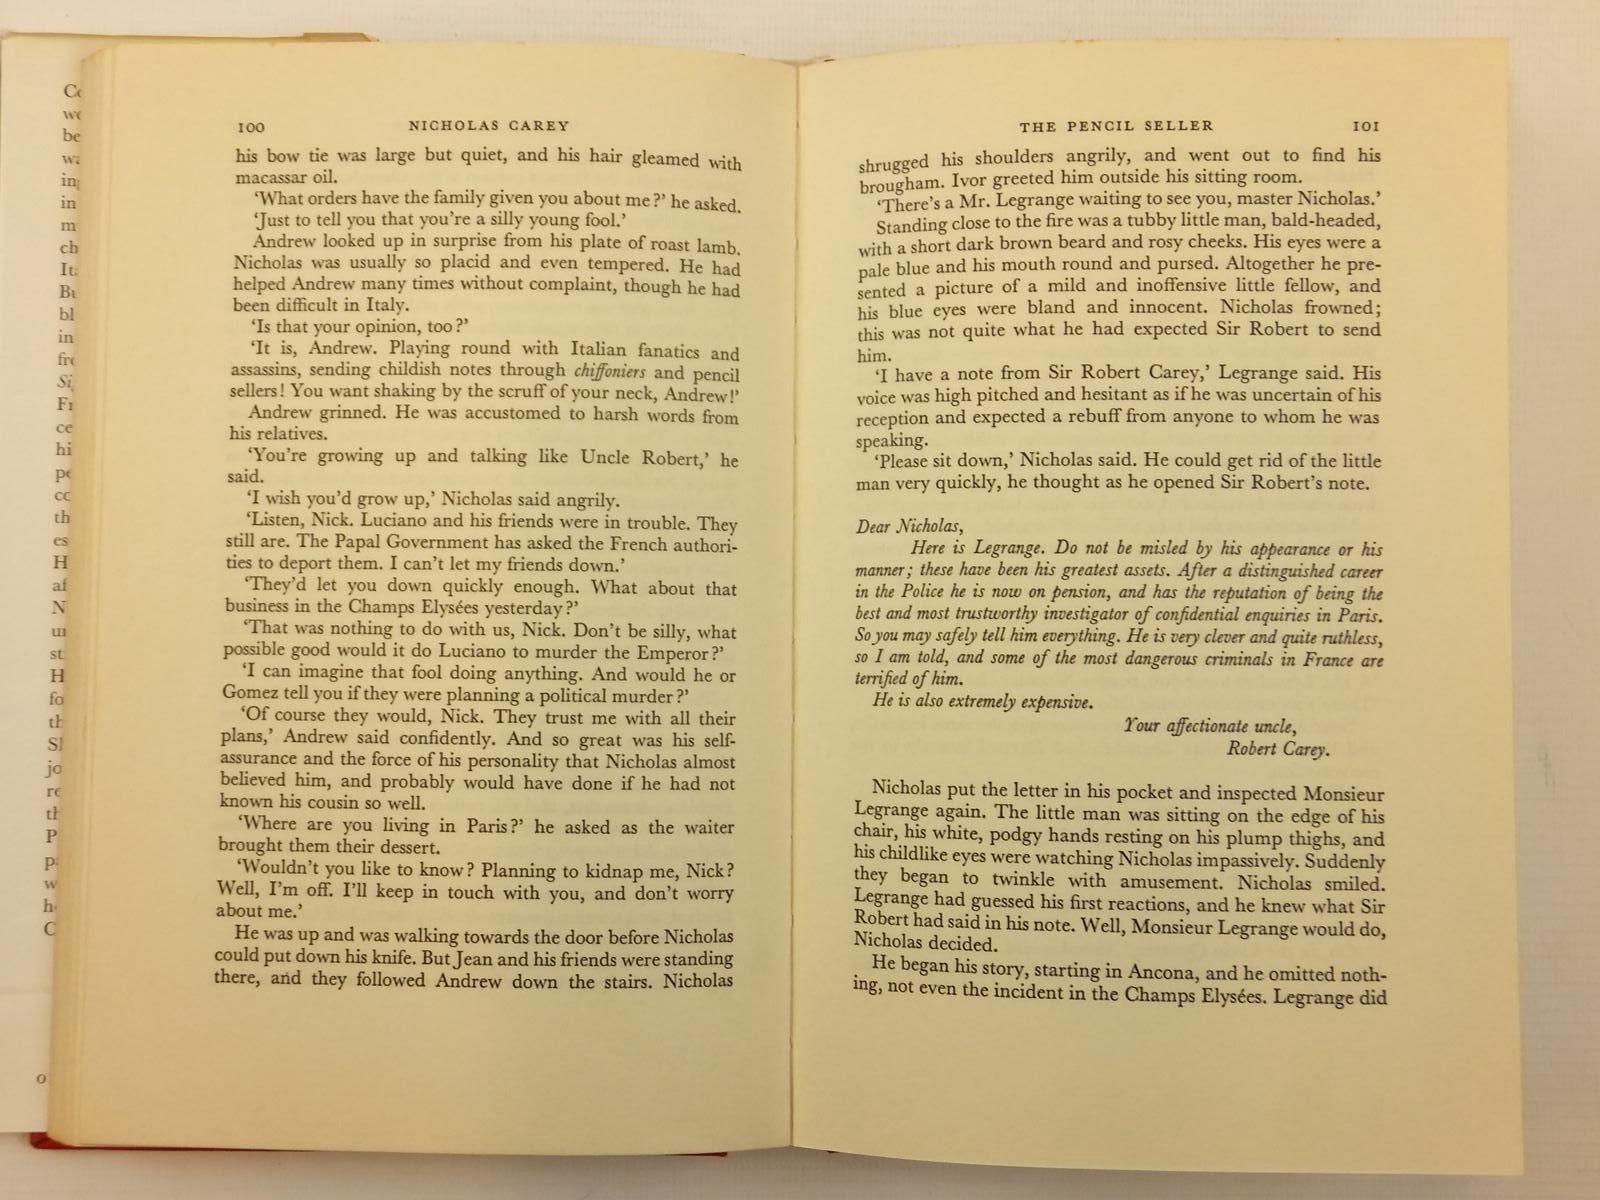 100
NICHOLAS CAREY
his bow tie was large but quiet, and his hair gleamed with
macassar oil.
‘What orders have the family given you about me?’ he asked.
‘Just to tell you that you’re a silly young fool.’
Andrew looked up in surprise from his plate of roast lamb.
Nicholas was usually so placid and even tempered. He had
helped Andrew many times without complaint, though he had
been difficult in Italy.
‘Is that your opinion, too?’
‘It is, Andrew. Playing round with Italian fanatics and
assassins, sending childish notes through chiffoniers and pencil
sellers! You want shaking by the scruff of your neck, Andrew!’
Andrew grinned. He was accustomed to harsh words from
his relatives.
‘You’re growing up and talking like Uncle Robert,’ he
said.
‘I wish you’d grow up,’ Nicholas said angrily.
‘Listen, Nick. Luciano and his friends were in trouble. They
still are. The Papal Government has asked the French authori-
ties to deport them. I can’t let my friends down.’
‘They’d let you down quickly enough. What about that
business in the Champs Elysées yesterday?’
‘That was nothing to do with us, Nick. Don’t be silly, what
possible good would it do Luciano to murder the Emperor?’
‘I can imagine that fool doing anything. And would he or
Gomez tell you if they were planning a political murder?’
‘Of course they would, Nick. They trust me with all their
plans,’ Andrew said confidently. And so great was his self-
assurance and the force of his personality that Nicholas almost
believed him, and probably would have done if he had not
known his cousin so well.
‘Where are you living in Paris?’ he asked as the waiter
brought them their dessert.
‘Wouldn’t you like to know? Planning to kidnap me, Nick?
Well, I’m off. I’ll keep in touch with you, and don’t worry
about me.’
He was up and was walking towards the door before Nicholas
could put down his knife. But Jean and his friends were standing
there, and they followed Andrew down the stairs. Nicholas
THE PENCIL SELLER
101
shrugged his shoulders angrily, and went out to find his
brougham. Ivor greeted him outside his sitting room.
‘There’s a Mr. Legrange waiting to see you, master Nicholas.’
Standing close to the fire was a tubby little man, bald-headed,
with a short dark brown beard and rosy cheeks. His eyes were a
pale blue and his mouth round and pursed. Altogether he pre-
sented a picture of a mild and inoffensive little fellow, and
his blue eyes were bland and innocent. Nicholas frowned;
this was not quite what he had expected Sir Robert to send
him.
‘I have a note from Sir Robert Carey,’ Legrange said. His
voice was high pitched and hesitant as if he was uncertain of his
reception and expected a rebuff from anyone to whom he was
speaking.
‘Please sit down,’ Nicholas said. He could get rid of the little
man very quickly, he thought as he opened Sir Robert’s note.
Dear Nicholas,
Here is Legrange. Do not be misled by his appearance or his
manner; these have been his greatest assets. After a distinguished career
in the Police he is now on pension, and has the reputation of being the
best and most trustworthy investigator of confidential enquiries in Paris.
So you may safely tell him everything. He is very clever and quite ruthless,
so I am told, and some of the most dangerous criminals in France are
terrified of him.
He is also extremely expensive.
Your affectionate uncle,
Robert Carey.
Nicholas put the letter in his pocket and inspected Monsieur
Legrange again. The little man was sitting on the edge of his
chair, his white, podgy hands resting on his plump thighs, and
his childlike eyes were watching Nicholas impassively. Suddenly
they began to twinkle with amusement. Nicholas smiled.
Legrange had guessed his first reactions, and he knew what Sir
Robert had said in his note. Well, Monsieur Legrange would do,
Nicholas decided.
He began his story, starting in Ancona, and he omitted noth-
ing, not even the incident in the Champs Elysées. Legrange did